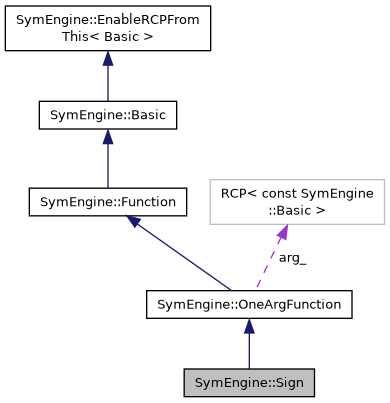 SymEngine::EnableRCPFrom
This< Basic >
SymEngine::Basic
SymEngine::Function
RCP< const SymEngine
::Basic >
arg_
SymEngine::OneArgFunction
SymEngine::Sign